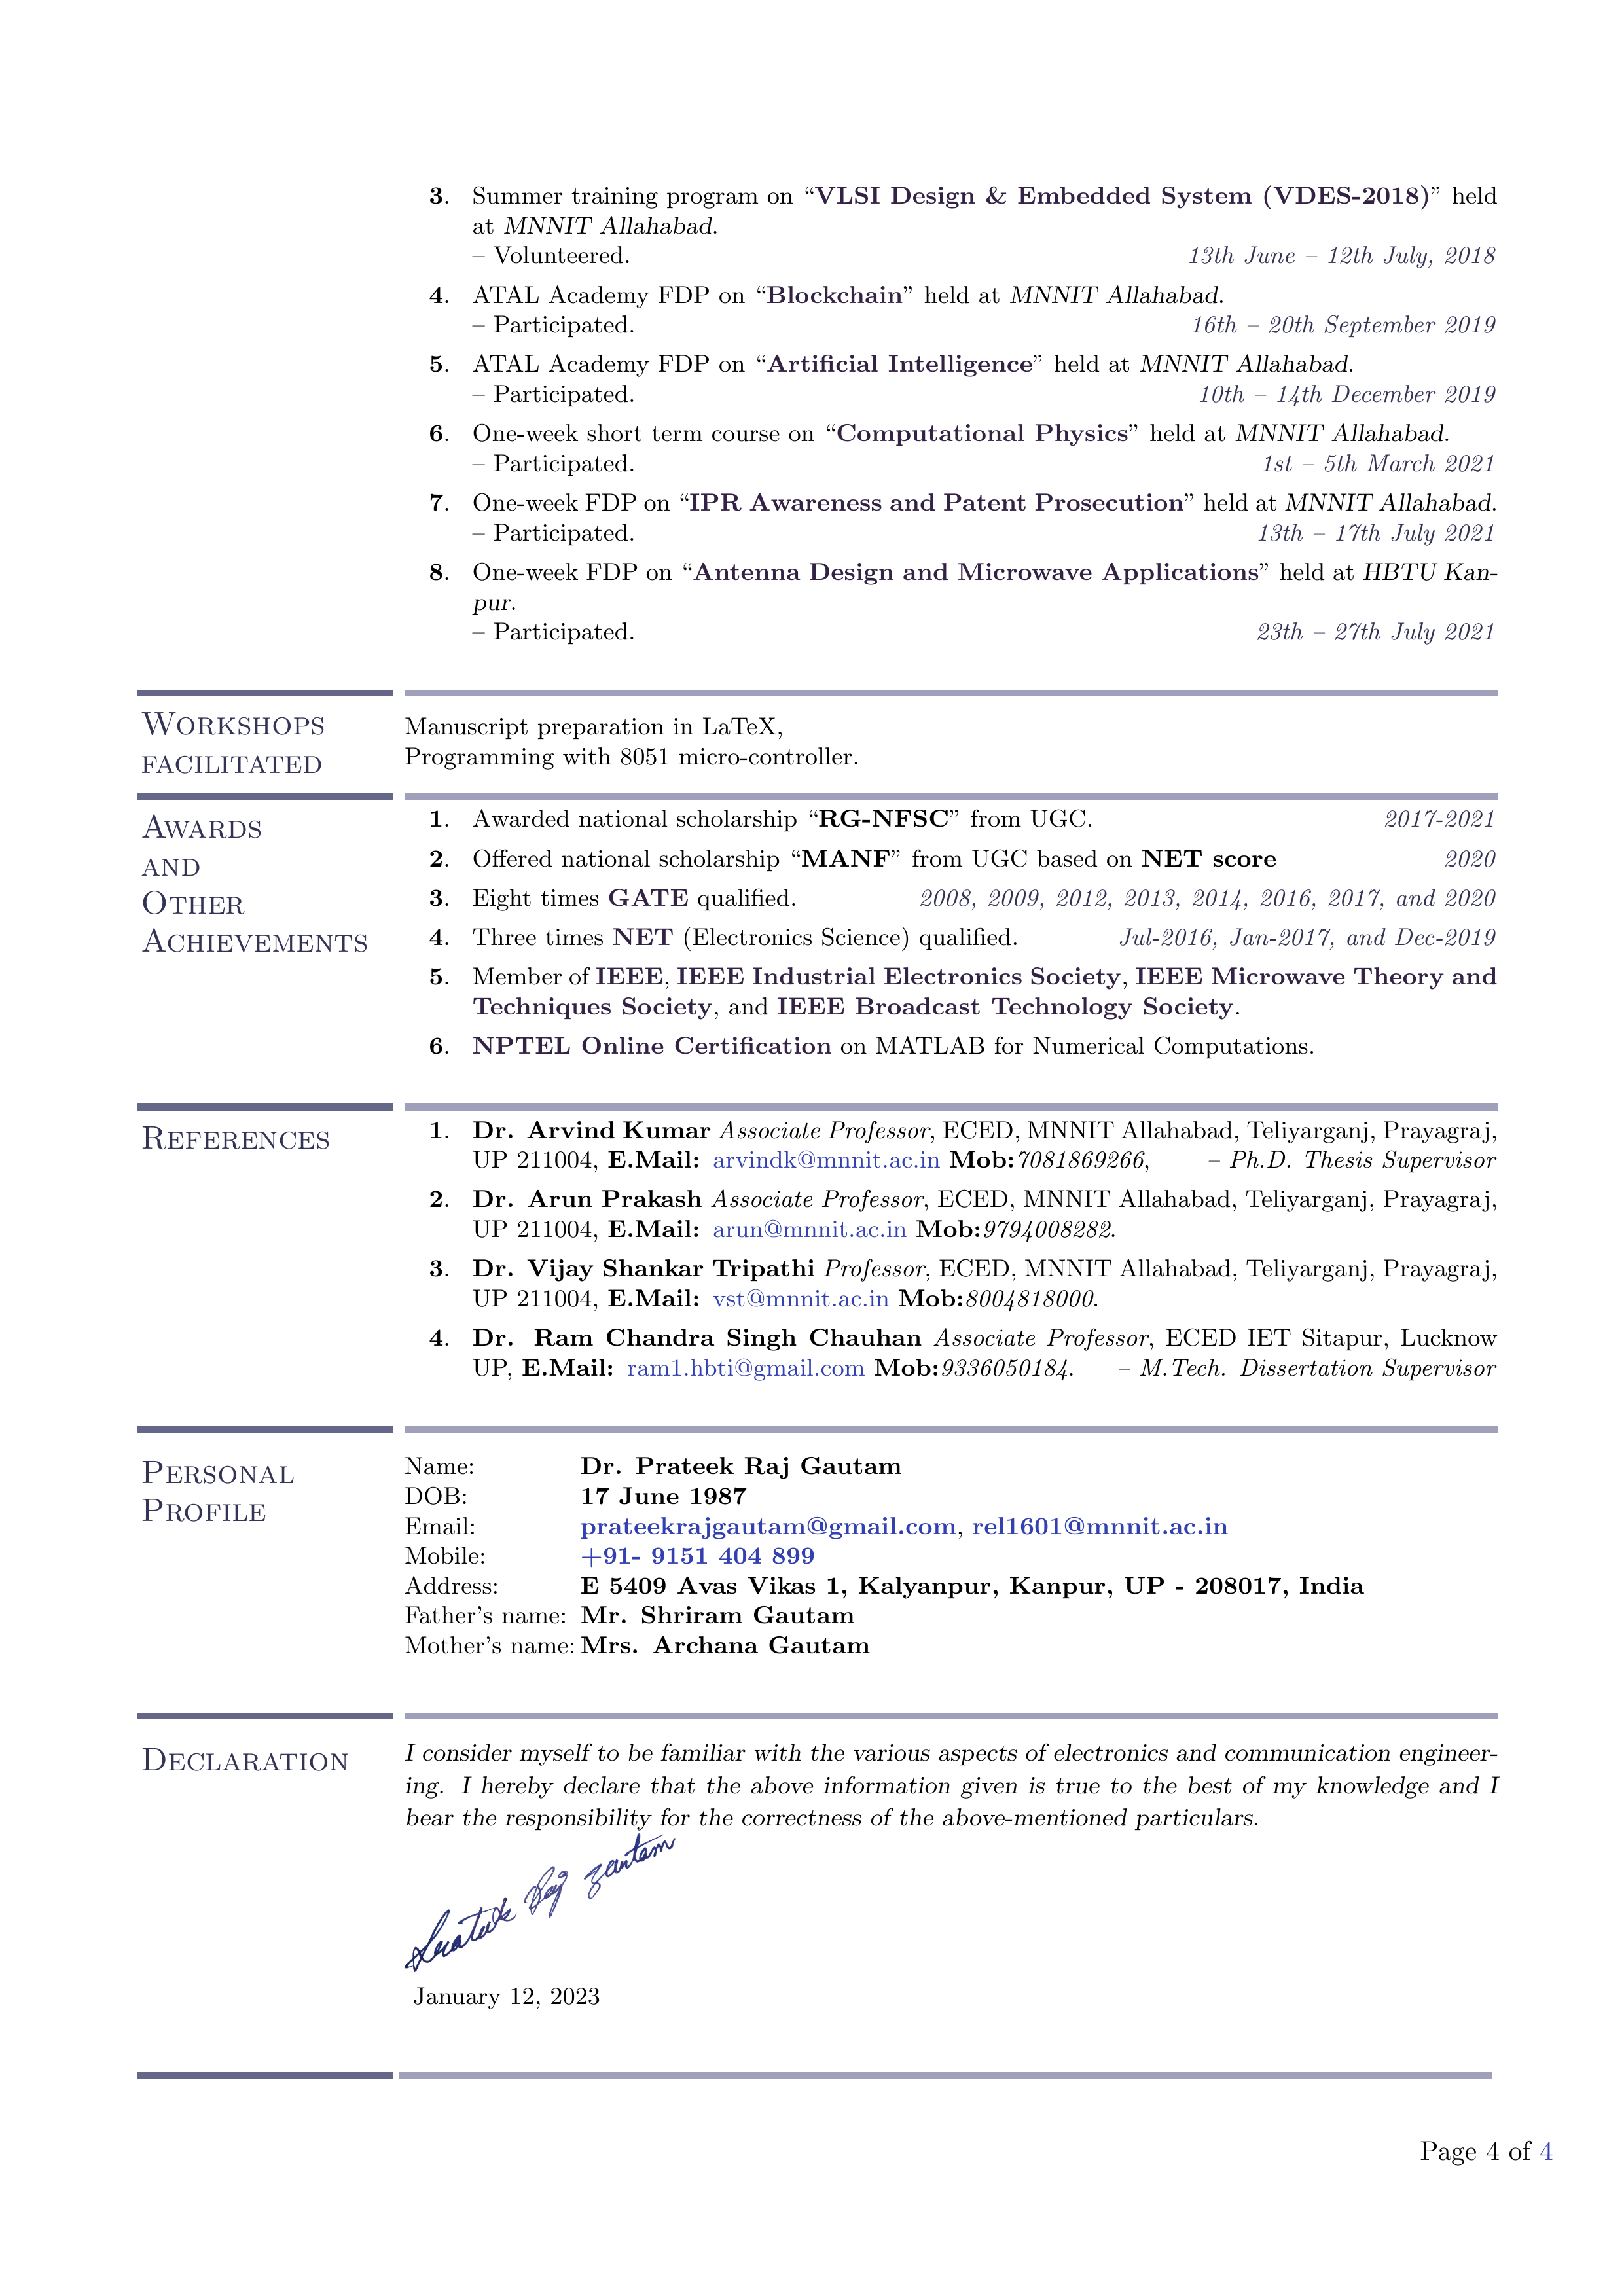 3. Summer training program on “VLSI Design & Embedded System (VDES-2018)” held
at MNNIT Allahabad.
– Volunteered. 13th June – 12th July, 2018
4. ATAL Academy FDP on “Blockchain” held at MNNIT Allahabad.
– Participated. 16th – 20th September 2019
5. ATAL Academy FDP on “Artificial Intelligence” held at MNNIT Allahabad.
– Participated. 10th – 14th December 2019
6. One-week short term course on “Computational Physics” held at MNNIT Allahabad.
– Participated. 1st – 5th March 2021
7. One-week FDP on “IPR Awareness and Patent Prosecution” held at MNNIT Allahabad.
– Participated. 13th – 17th July 2021
8. One-week FDP on “Antenna Design and Microwave Applications” held at HBTU Kan-
pur.
– Participated. 23th – 27th July 2021
Workshops
facilitated
Manuscript preparation in LaTeX,
Programming with 8051 micro-controller.
Awards
and
Other
Achievements
1. Awarded national scholarship “RG-NFSC” from UGC. 2017-2021
2. Offered national scholarship “MANF” from UGC based on NET score 2020
3. Eight times GATE qualified. 2008, 2009, 2012, 2013, 2014, 2016, 2017, and 2020
4. Three times NET (Electronics Science) qualified. Jul-2016, Jan-2017, and Dec-2019
5. Member of IEEE, IEEE Industrial Electronics Society, IEEE Microwave Theory and
Techniques Society, and IEEE Broadcast Technology Society.
6. NPTEL Online Certification on MATLAB for Numerical Computations.
References
1. Dr. Arvind Kumar Associate Professor, ECED, MNNIT Allahabad, Teliyarganj, Prayagraj,
UP 211004, E.Mail: arvindk@mnnit.ac.in Mob:7081869266, – Ph.D. Thesis Supervisor
2. Dr. Arun Prakash Associate Professor, ECED, MNNIT Allahabad, Teliyarganj, Prayagraj,
UP 211004, E.Mail: arun@mnnit.ac.in Mob:9794008282.
3. Dr. Vijay Shankar Tripathi Professor, ECED, MNNIT Allahabad, Teliyarganj, Prayagraj,
UP 211004, E.Mail: vst@mnnit.ac.in Mob:8004818000.
4. Dr. Ram Chandra Singh Chauhan Associate Professor, ECED IET Sitapur, Lucknow
UP, E.Mail: ram1.hbti@gmail.com Mob:9336050184. – M.Tech. Dissertation Supervisor
Personal
Profile
Name: Dr. Prateek Raj Gautam
DOB: 17 June 1987
Email: prateekrajgautam@gmail.com, rel1601@mnnit.ac.in
Mobile: +91- 9151 404 899
Address: E 5409 Avas Vikas 1, Kalyanpur, Kanpur, UP - 208017, India
Father's name: Mr. Shriram Gautam
Mother's name: Mrs. Archana Gautam
Declaration
I consider myself to be familiar with the various aspects of electronics and communication engineer-
ing. I hereby declare that the above information given is true to the best of my knowledge and I
bear the responsibility for the correctness of the above-mentioned particulars.
Prateek Raj Gautam
January 12, 2023
Page 4 of 4